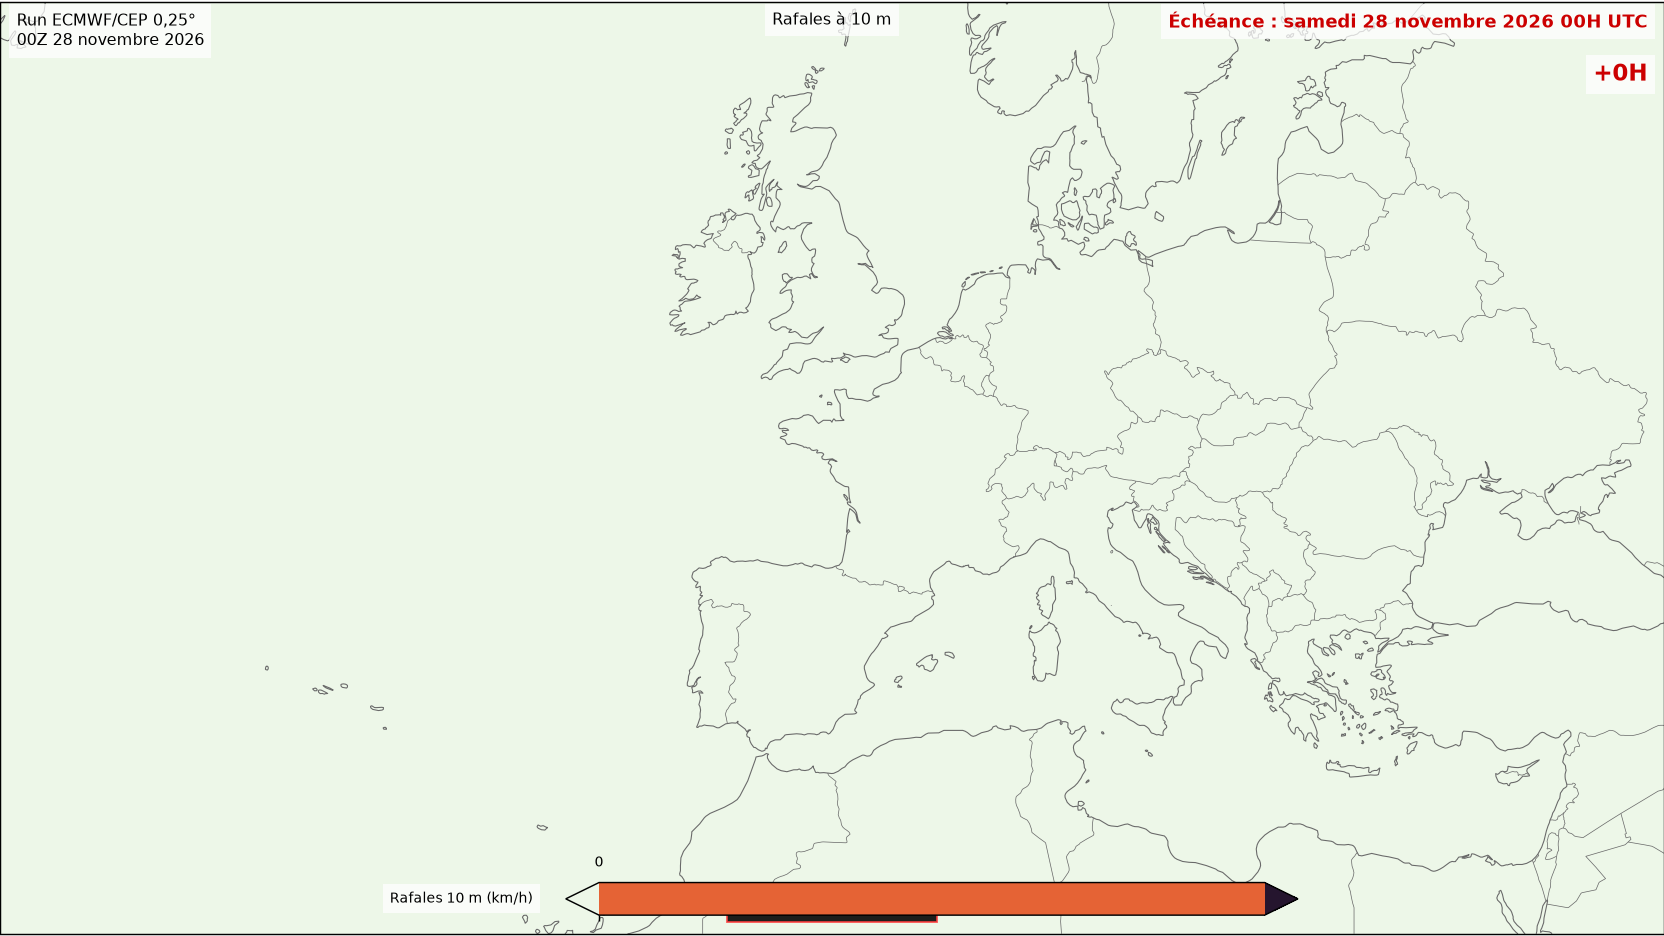 Run ECMWF/CEP 0,25°
00Z 28 novembre 2026
Rafales à 10 m
Échéance : samedi 28 novembre 2026 00H UTC
+0H
0
Rafales 10 m (km/h)